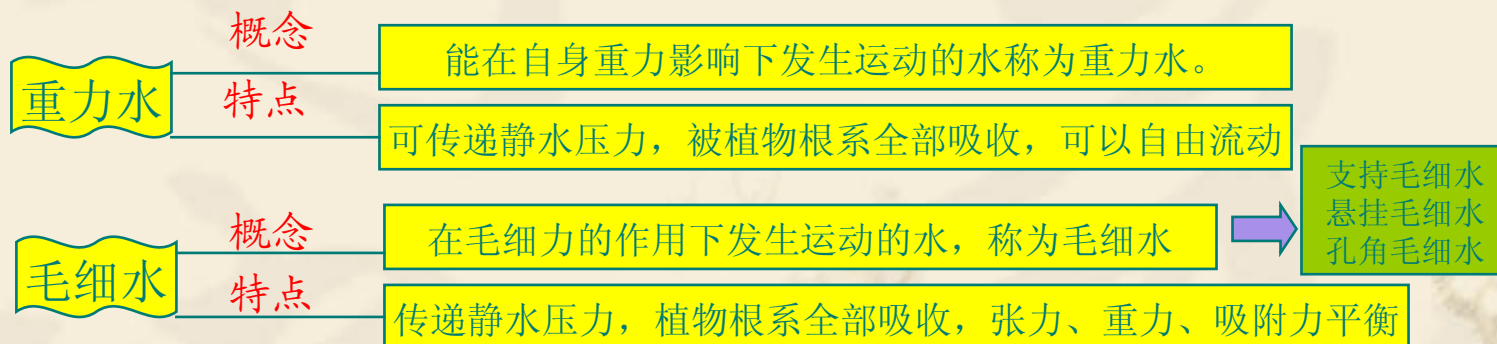 概念
能在自身重力影响下发生运动的水称为重力水。
重力水
特点
可传递静水压力，被植物根系全部吸收，可以自由流动
支持毛细水
悬挂毛细水
孔角毛细水
概念
在毛细力的作用下发生运动的水，称为毛细水
毛细水
特点
传递静水压力，植物根系全部吸收，张力、重力、吸附力平衡